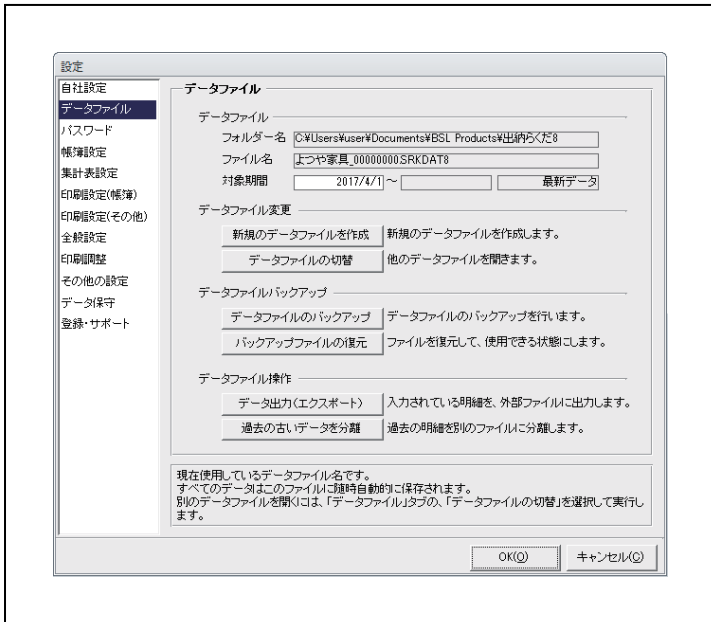 設定
自社設定
データファイル
パスワード
帳簿設定
集計表設定
印刷設定(帳簿)
印刷設定(その他)
全般設定
印刷調整
その他の設定
データ保守
登録・サポート
データファイル
データファイル
フォルダー名 C:¥Users¥user¥Documents¥BSL Products¥出納らくだ8
ファイル名 よつや家具_00000000.SRKDAT8
対象期間 2017/4/1 ~ 最新データ
データファイル変更
新規のデータファイルを作成 新規のデータファイルを作成します。
データファイルの切替 他のデータファイルを開きます。
データファイルバックアップ
データファイルのバックアップ データファイルのバックアップを行います。
バックアップファイルの復元 ファイルを復元して、使用できる状態にします。
データファイル操作
データ出力(エクスポート) 入力されている明細を、外部ファイルに出力します。
過去の古いデータを分離 過去の明細を別のファイルに分離します。
現在使用しているデータファイル名です。
すべてのデータはこのファイルに随時自動的に保存されます。
別のデータファイルを開くには、「データファイル」タブの、「データファイルの切替」を選択して実行し
ます。
OK(O) キャンセル(C)